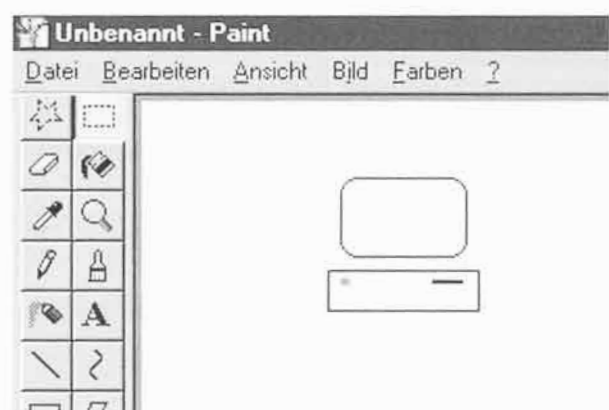 Unbenannt - Paint
Datei Bearbeiten Ansicht Bild Farben ?
A